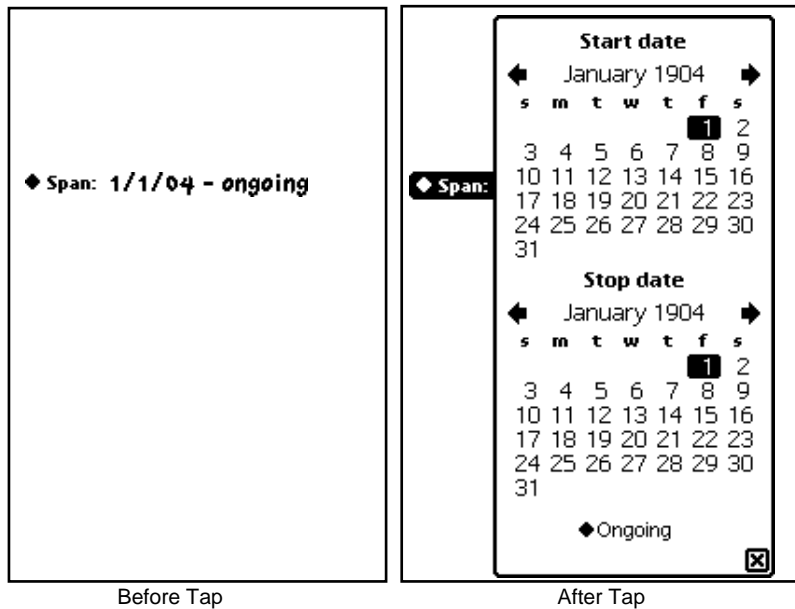 ◆ Span: 1/1/04 - ongoing
Before Tap
◆ Span:
Start date
January 1904
s m t w t f s
1 2
3 4 5 6 7 8 9
10 11 12 13 14 15 16
17 18 19 20 21 22 23
24 25 26 27 28 29 30
31
Stop date
January 1904
s m t w t f s
1 2
3 4 5 6 7 8 9
10 11 12 13 14 15 16
17 18 19 20 21 22 23
24 25 26 27 28 29 30
31
◆Ongoing
After Tap